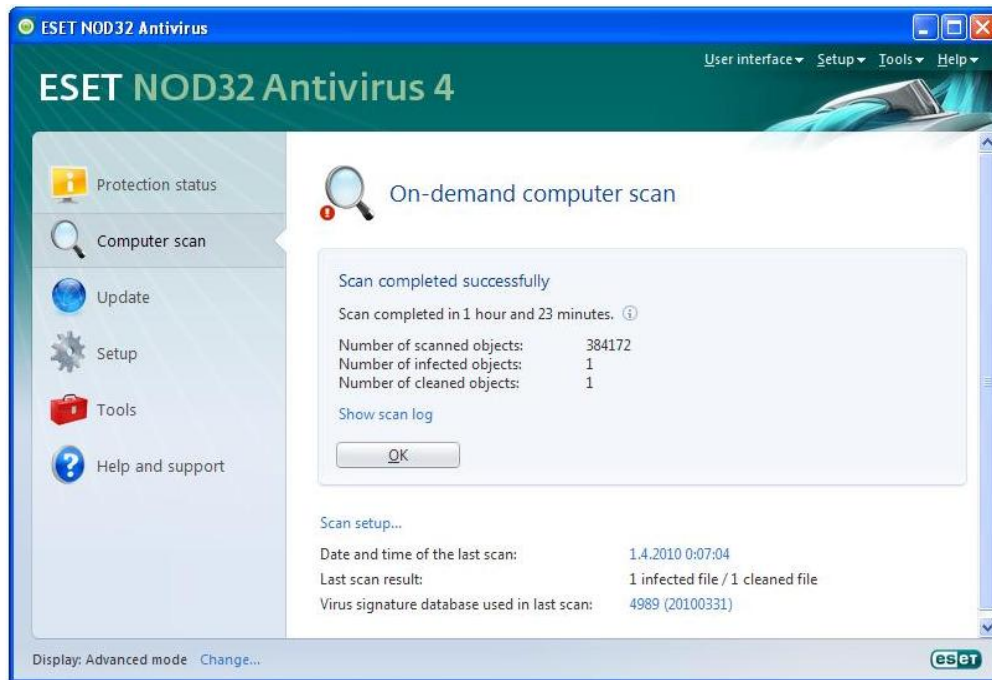 ESET NOD32 Antivirus
User interface Setup Tools Help
ESET NOD32 Antivirus 4
Protection status
Computer scan
Update
Setup
Tools
Help and support
On-demand computer scan
Scan completed successfully
Scan completed in 1 hour and 23 minutes.
Number of scanned objects: 384172
Number of infected objects: 1
Number of cleaned objects: 1
Show scan log
OK
Scan setup...
Date and time of the last scan: 1.4.2010 0:07:04
Last scan result: 1 infected file / 1 cleaned file
Virus signature database used in last scan: 4989 (20100331)
Display: Advanced mode Change...
eset